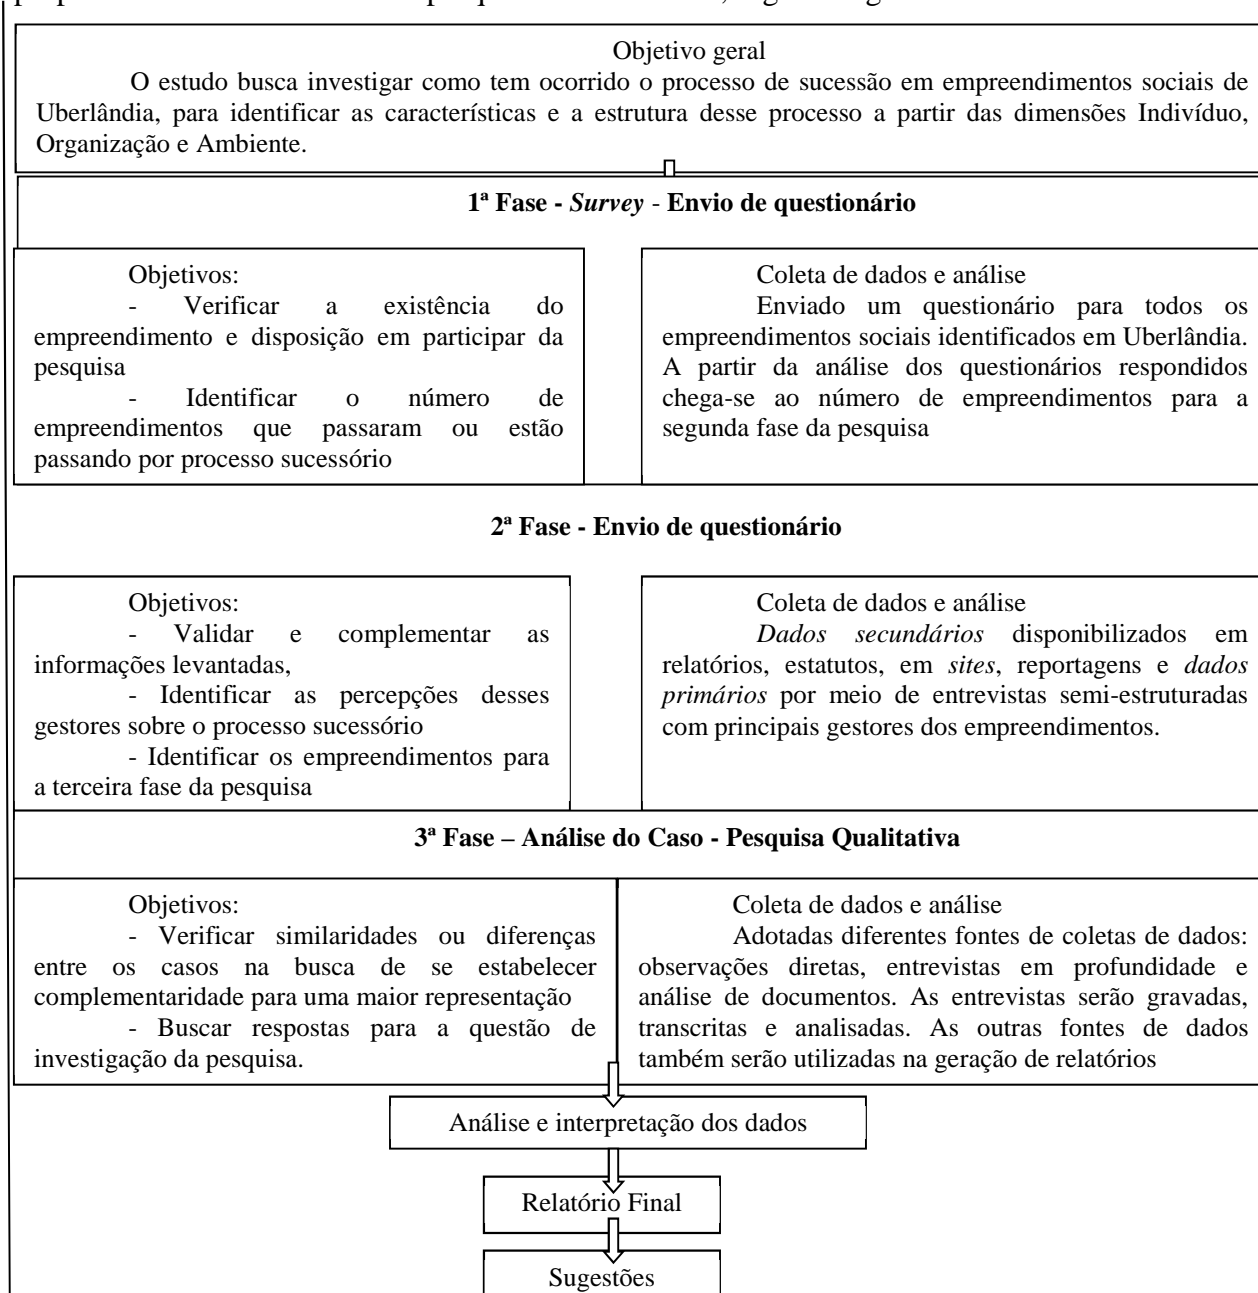 Objetivo geral
O estudo busca investigar como tem ocorrido o processo de sucessão em empreendimentos sociais de
Uberlândia, para identificar as características e a estrutura desse processo a partir das dimensões Indivíduo,
Organização e Ambiente.
1ª Fase - Survey - Envio de questionário
Objetivos:
- Verificar a existência do
empreendimento e disposição em participar da
pesquisa
- Identificar o número de
empreendimentos que passaram ou estão
passando por processo sucessório
Coleta de dados e análise
Enviado um questionário para todos os
empreendimentos sociais identificados em Uberlândia.
A partir da análise dos questionários respondidos
chega-se ao número de empreendimentos para a
segunda fase da pesquisa
2ª Fase - Envio de questionário
Objetivos:
- Validar e complementar as
informações levantadas,
- Identificar as percepções desses
gestores sobre o processo sucessório
- Identificar os empreendimentos para
a terceira fase da pesquisa
Coleta de dados e análise
Dados secundários disponibilizados em
relatórios, estatutos, em sites, reportagens e dados
primários por meio de entrevistas semi-estruturadas
com principais gestores dos empreendimentos.
3ª Fase – Análise do Caso - Pesquisa Qualitativa
Objetivos:
- Verificar similaridades ou diferenças
entre os casos na busca de se estabelecer
complementaridade para uma maior representação
- Buscar respostas para a questão de
investigação da pesquisa.
Coleta de dados e análise
Adotadas diferentes fontes de coletas de dados:
observações diretas, entrevistas em profundidade e
análise de documentos. As entrevistas serão gravadas,
transcritas e analisadas. As outras fontes de dados
também serão utilizadas na geração de relatórios
Análise e interpretação dos dados
Relatório Final
Sugestões